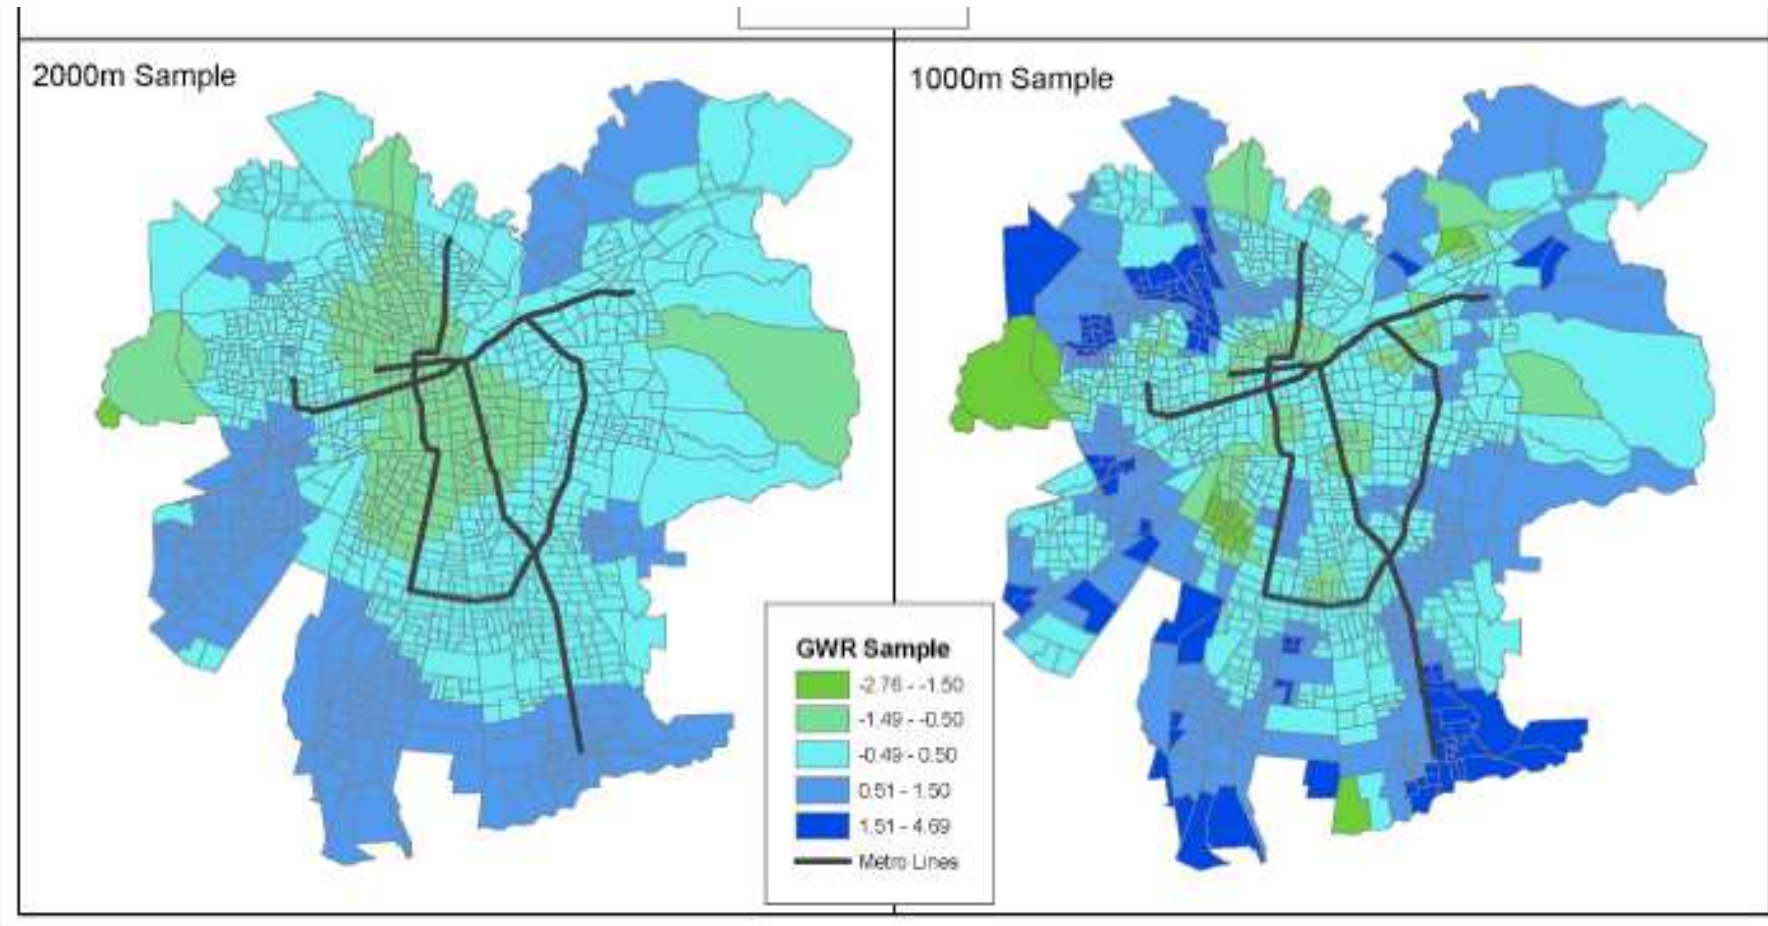 2000m Sample
1000m Sample
GWR Sample
-2.76 - -1.50
-1.49 - -0.50
-0.49 - 0.50
0.51 - 1.50
1.51 - 4.69
Metro Lines